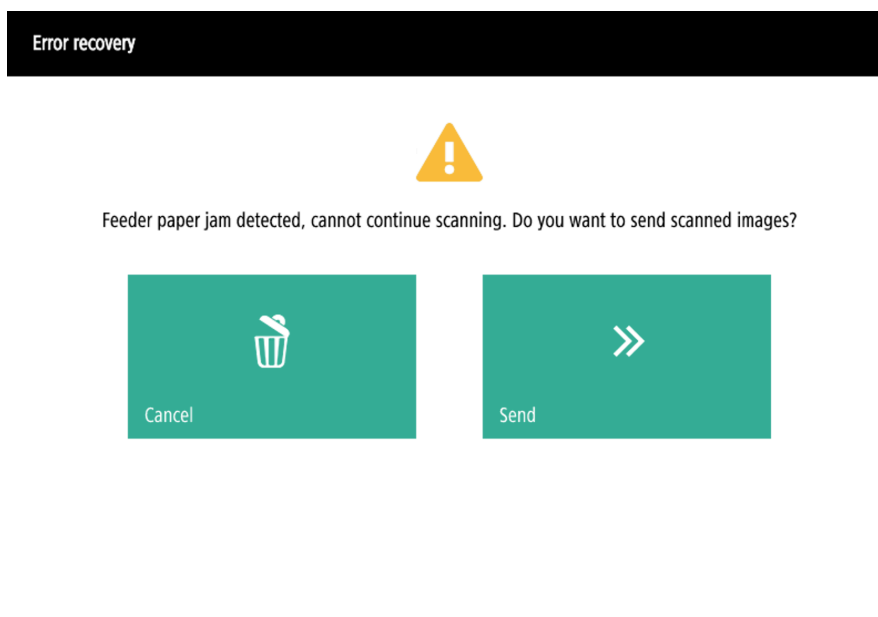 Error recovery
Feeder paper jam detected, cannot continue scanning. Do you want to send scanned images?
Cancel
Send